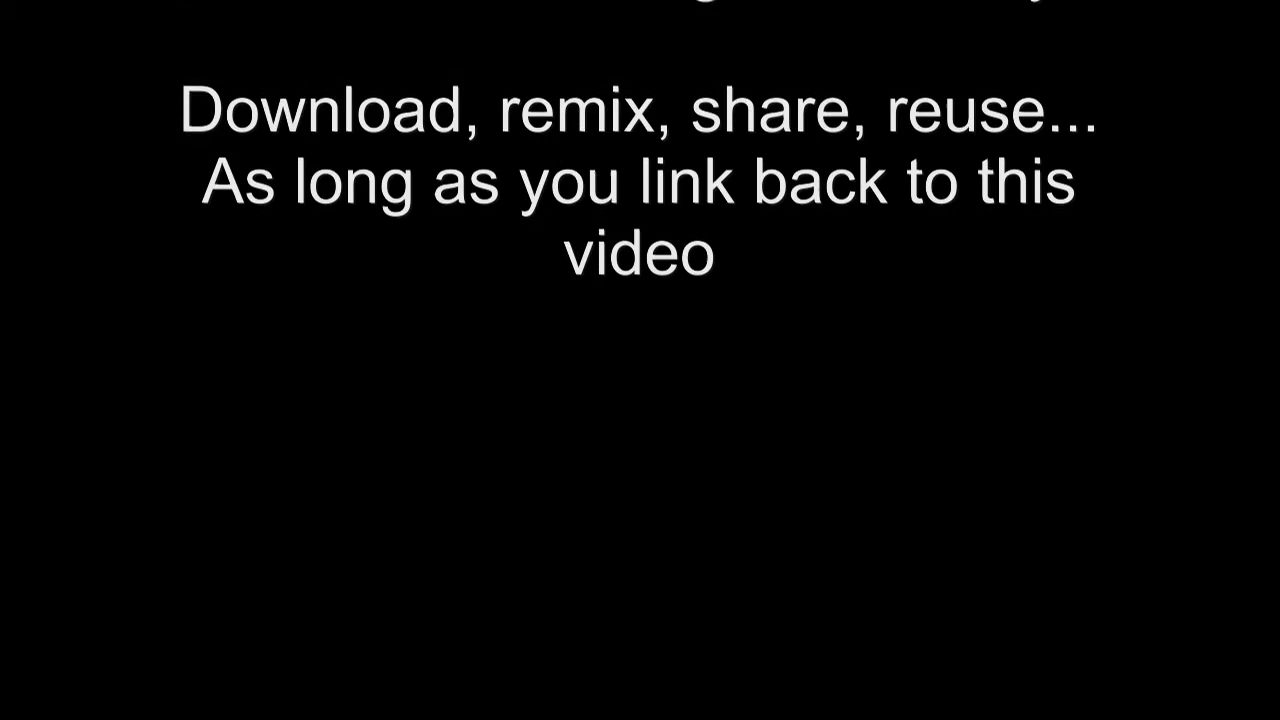 Download, remix, share, reuse...
As long as you link back to this
video